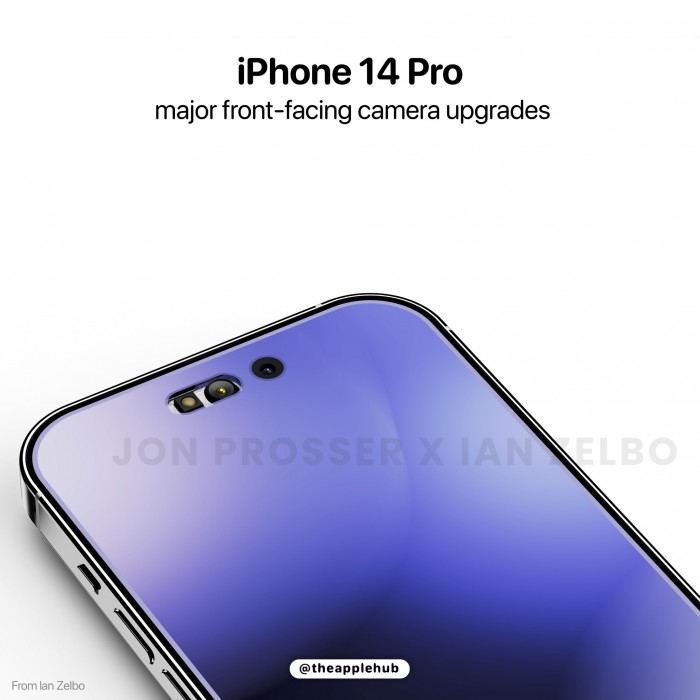 iPhone 14 Pro
major front-facing camera upgrades
JON PROSSER X IAN ZELBO
@theapplehub
From Ian Zelbo